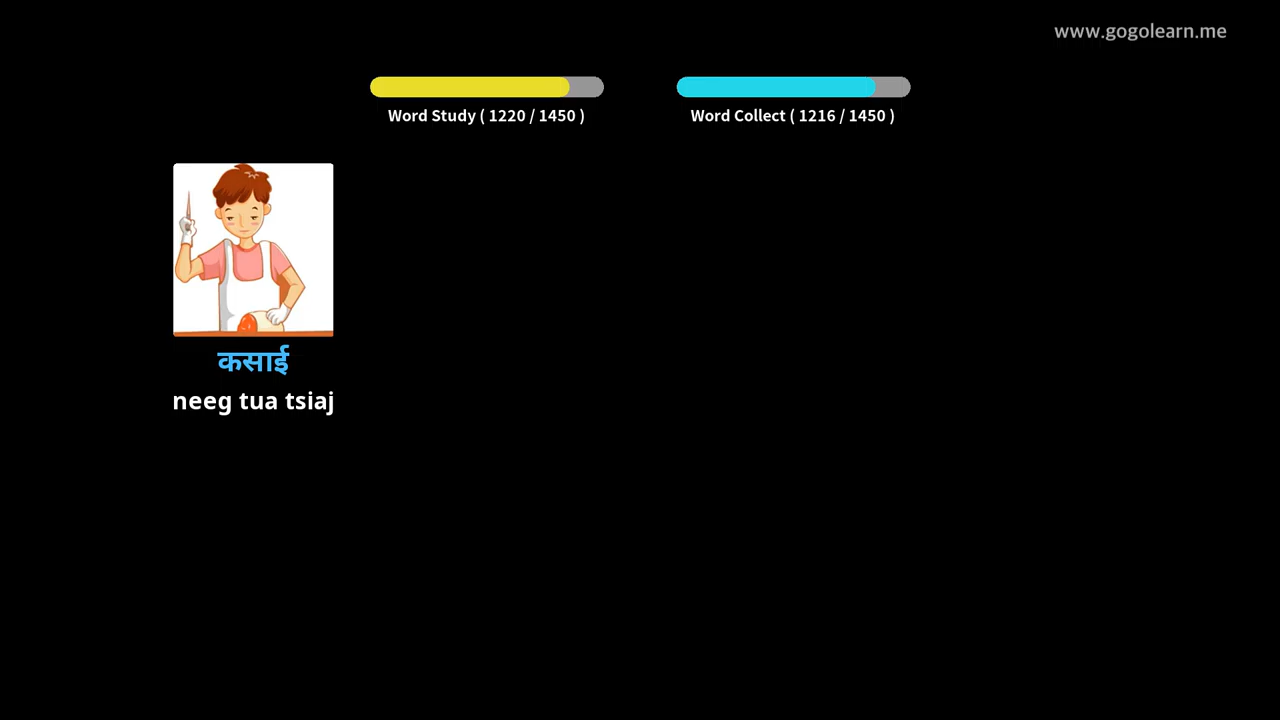 www.gogolearn.me
Word Study ( 1220 / 1450 )
Word Collect ( 1216 / 1450 )
कसाई
neeg tua tsiaj